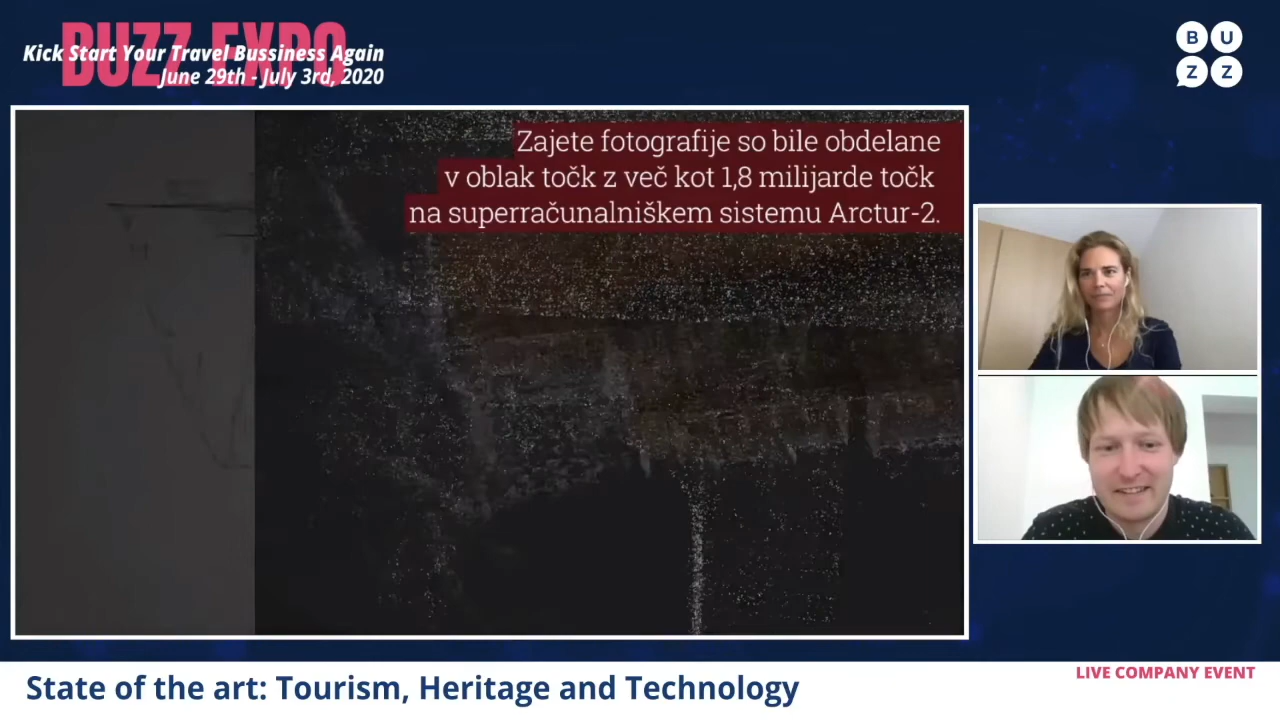 BUZZ EXPO
Kick Start Your Travel Bussiness Again
June 29th - July 3rd, 2020
B U
Z Z
Zajete fotografije so bile obdelane
v oblak točk z več kot 1,8 milijarde točk
na superračunalniškem sistemu Arctur-2.
LIVE COMPANY EVENT
State of the art: Tourism, Heritage and Technology